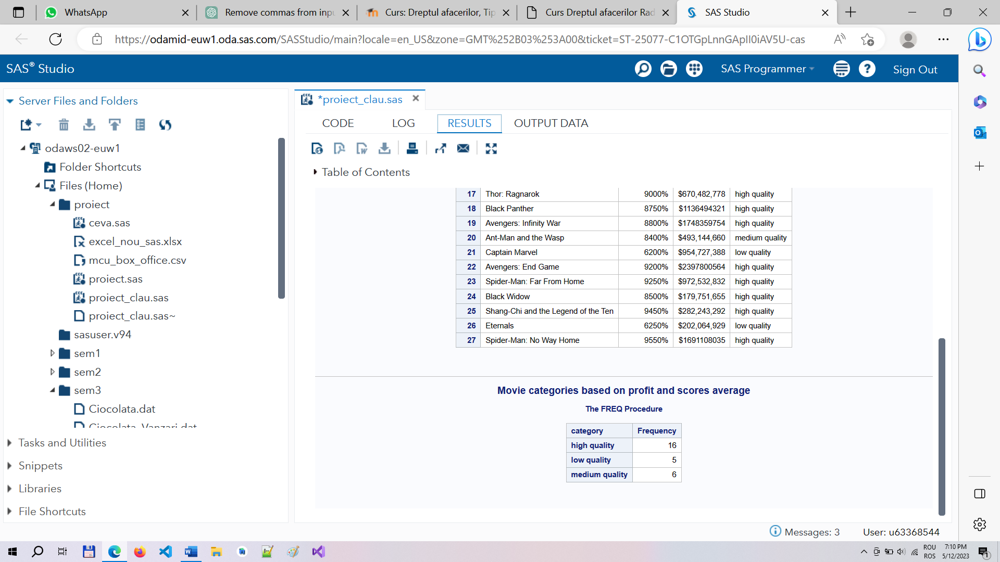 WhatsApp
Remove commas from inpu
Curs: Dreptul afacerilor, Tip
Curs Dreptul afacerilor Rad
SAS Studio
https://odamid-euw1.oda.sas.com/SASStudio/main?locale=en_US&zone=GMT%252B03%253A00&ticket=ST-25077-C1OTGpLnnGApII0iAV5U-cas
SAS® Studio
SAS Programmer
Sign Out
Server Files and Folders
odaws02-euw1
Folder Shortcuts
Files (Home)
proiect
ceva.sas
excel_nou_sas.xlsx
mcu_box_office.csv
proiect.sas
proiect_clau.sas
proiect_clau.sas~
sasuser.v94
sem1
sem2
sem3
Ciocolata.dat
Ciocolata_Vanzari.dat
Tasks and Utilities
Snippets
Libraries
File Shortcuts
*proiect_clau.sas
CODE LOG RESULTS OUTPUT DATA
Table of Contents
17 Thor: Ragnarok 9000% $670,482,778 high quality
18 Black Panther 8750% $1136494321 high quality
19 Avengers: Infinity War 8800% $1748359754 high quality
20 Ant-Man and the Wasp 8400% $493,144,660 medium quality
21 Captain Marvel 6200% $954,727,388 low quality
22 Avengers: End Game 9200% $2397800564 high quality
23 Spider-Man: Far From Home 9250% $972,532,832 high quality
24 Black Widow 8500% $179,751,655 high quality
25 Shang-Chi and the Legend of the Ten 9450% $282,243,292 high quality
26 Eternals 6250% $202,064,929 low quality
27 Spider-Man: No Way Home 9550% $1691108035 high quality
Movie categories based on profit and scores average
The FREQ Procedure
category Frequency
high quality 16
low quality 5
medium quality 6
Messages: 3
User: u63368544
ROU
ROS
7:10 PM
5/12/2023
1